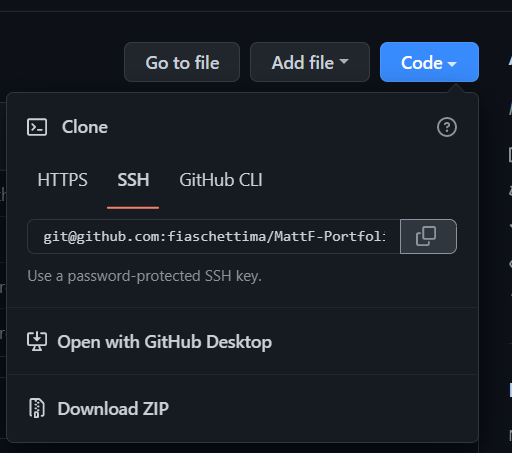 Go to file Add file Code
Clone
HTTPS SSH GitHub CLI
git@github.com:fiaschettima/MattF-Portfoli
Use a password-protected SSH key.
Open with GitHub Desktop
Download ZIP